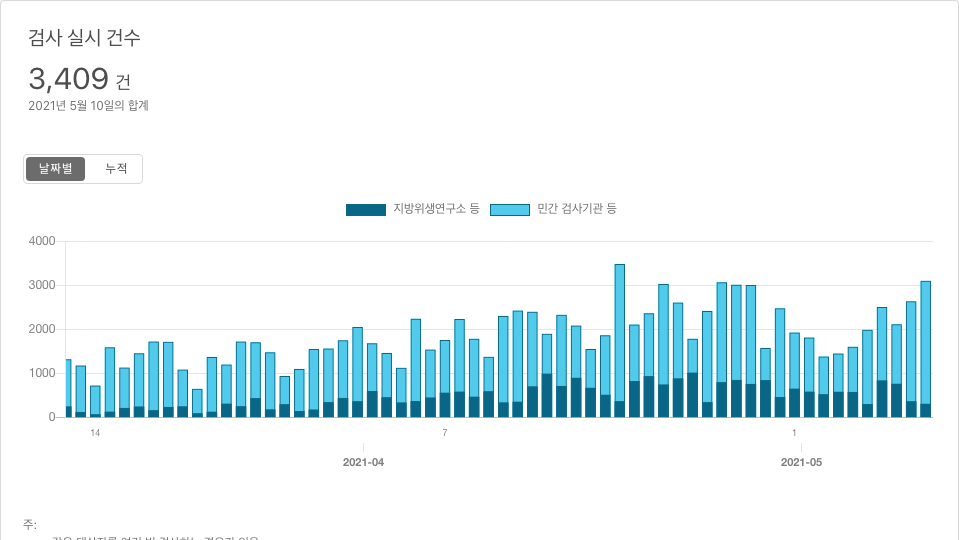 검사 실시 건수
3,409 건
2021년 5월 10일의 합계
날짜별 누적
지방위생연구소 등 민간 검사기관 등
4000
3000
2000
1000
0
14 7 1
2021-04 2021-05
주: